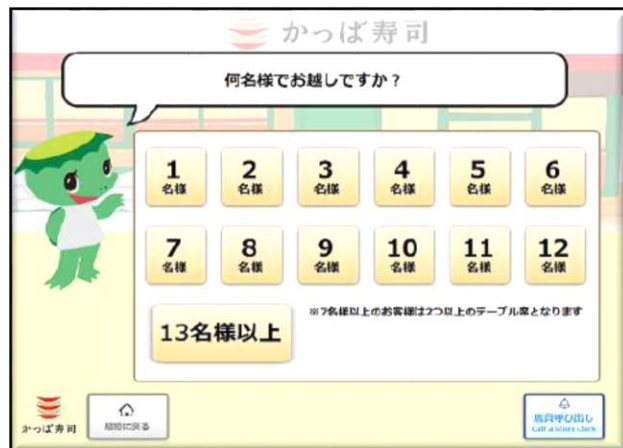 かっぱ寿司
何名様でお越しですか？
1
名様
2
名様
3
名様
4
名様
5
名様
6
名様
7
名様
8
名様
9
名様
10
名様
11
名様
12
名様
13名様以上
※7名様以上のお客様は2つ以上のテーブル席となります
かっぱ寿司
最初に戻る
店員呼び出し
Call a store clerk